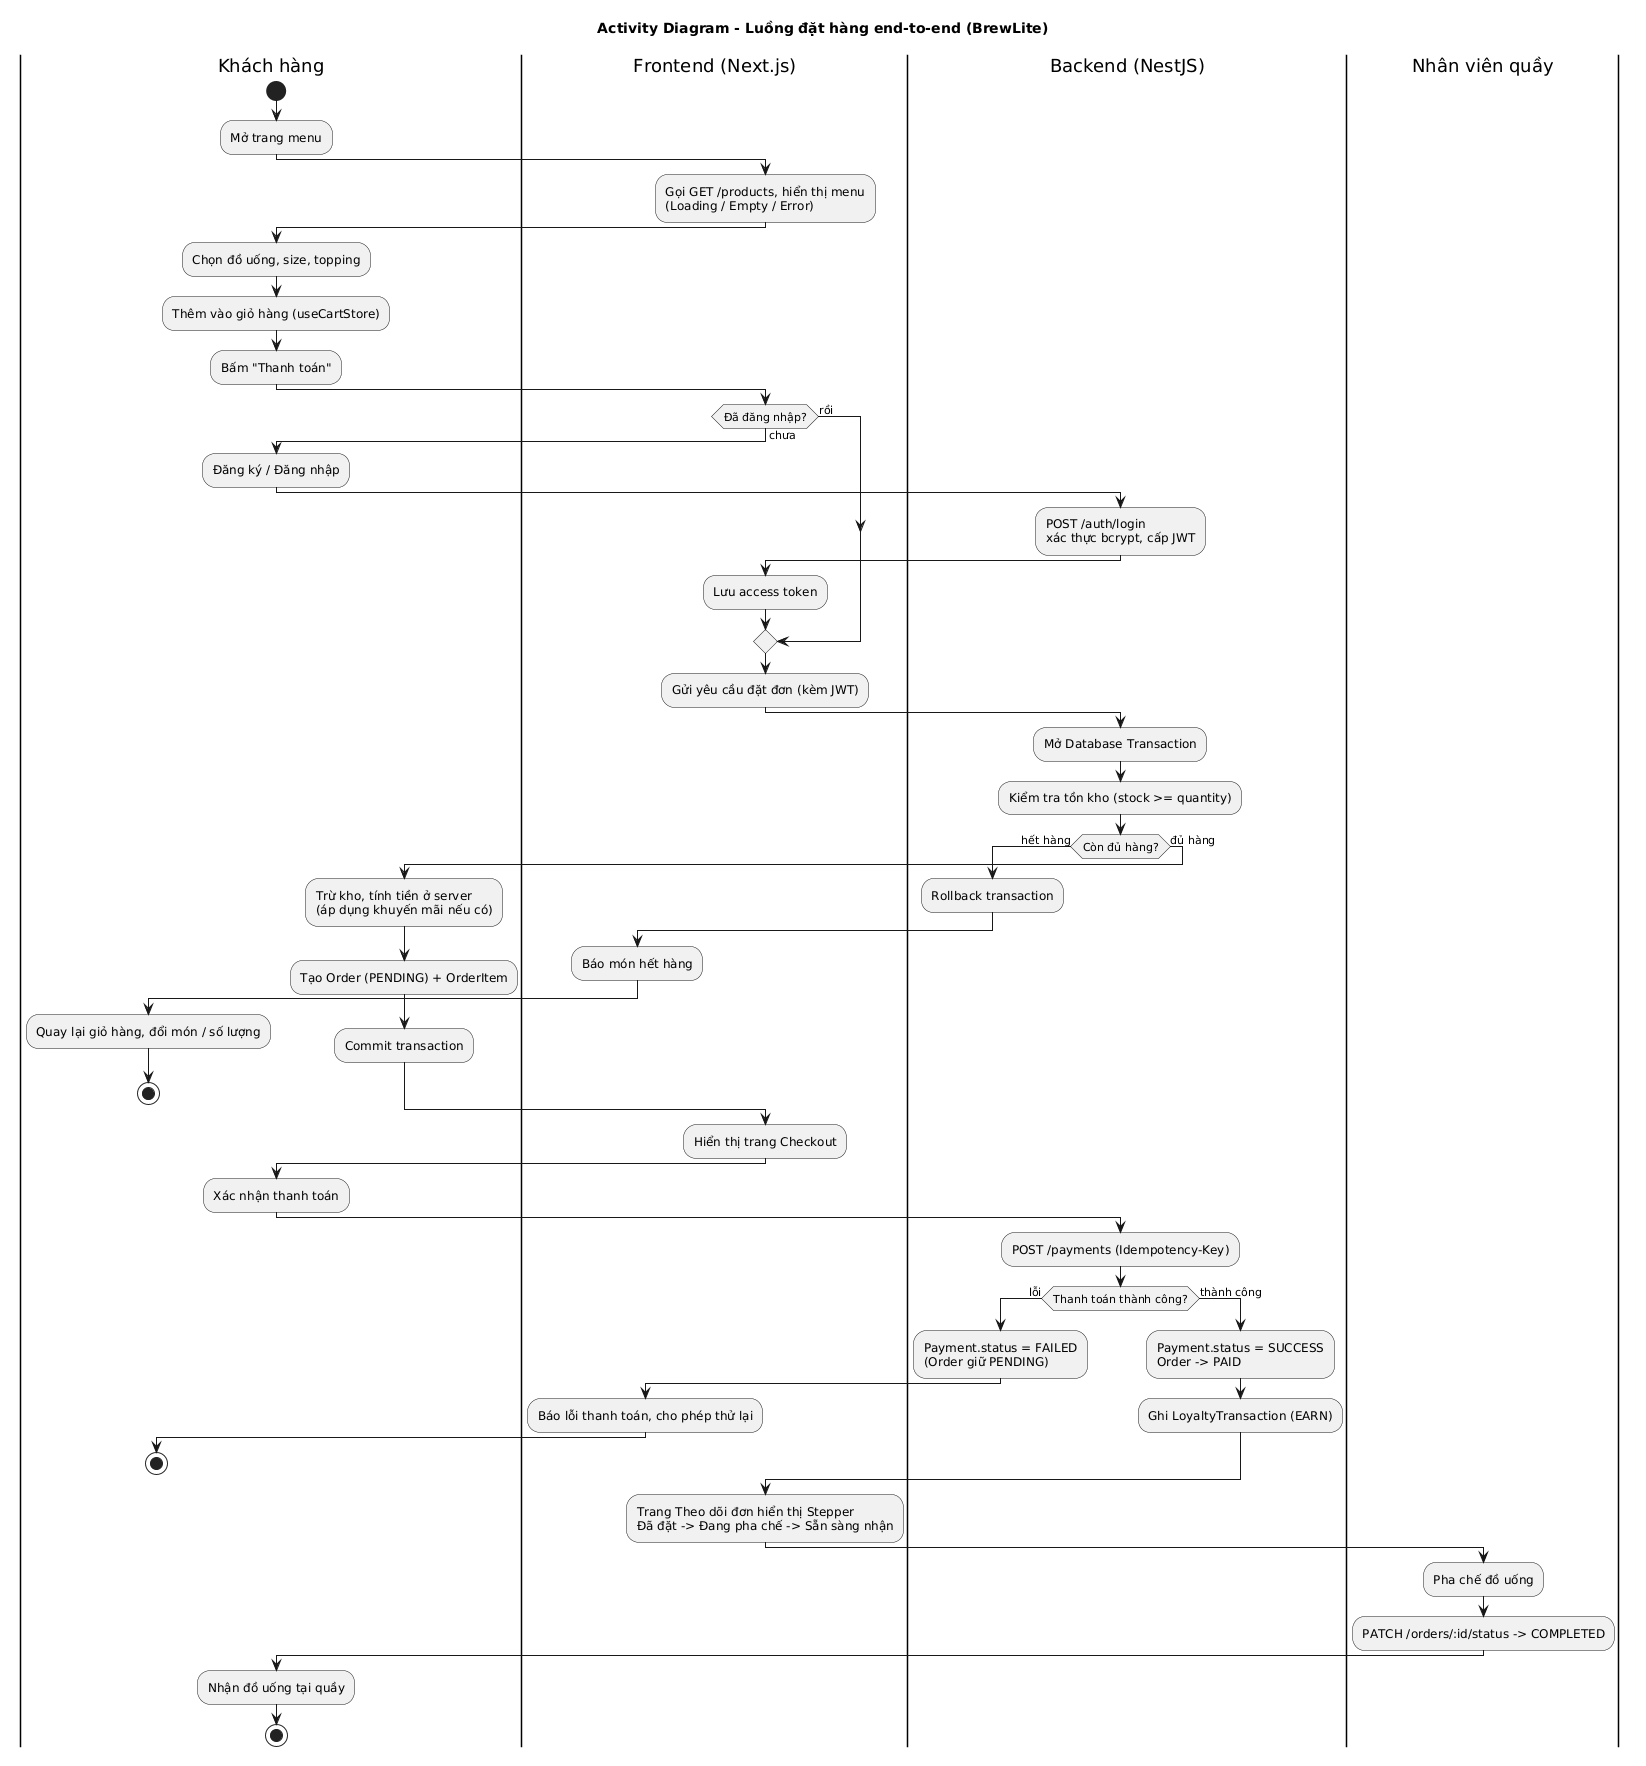 Activity Diagram - Luồng đặt hàng end-to-end (BrewLite)
Khách hàng
Frontend (Next.js)
Backend (NestJS)
Nhân viên quầy
Mở trang menu
Gọi GET /products, hiển thị menu
(Loading / Empty / Error)
Chọn đồ uống, size, topping
Thêm vào giỏ hàng (useCartStore)
Bấm "Thanh toán"
Đã đăng nhập?
rồi
chưa
Đăng ký / Đăng nhập
POST /auth/login
xác thực bcrypt, cấp JWT
Lưu access token
Gửi yêu cầu đặt đơn (kèm JWT)
Mở Database Transaction
Kiểm tra tồn kho (stock >= quantity)
hết hàng
Còn đủ hàng?
đủ hàng
Trừ kho, tính tiền ở server
(áp dụng khuyến mãi nếu có)
Rollback transaction
Báo món hết hàng
Tạo Order (PENDING) + OrderItem
Quay lại giỏ hàng, đổi món / số lượng
Commit transaction
Hiển thị trang Checkout
Xác nhận thanh toán
POST /payments (Idempotency-Key)
lỗi
Thanh toán thành công?
thành công
Payment.status = FAILED
(Order giữ PENDING)
Payment.status = SUCCESS
Order -> PAID
Báo lỗi thanh toán, cho phép thử lại
Ghi LoyaltyTransaction (EARN)
Trang Theo dõi đơn hiển thị Stepper
Đã đặt -> Đang pha chế -> Sẵn sàng nhận
Pha chế đồ uống
PATCH /orders/:id/status -> COMPLETED
Nhận đồ uống tại quầy